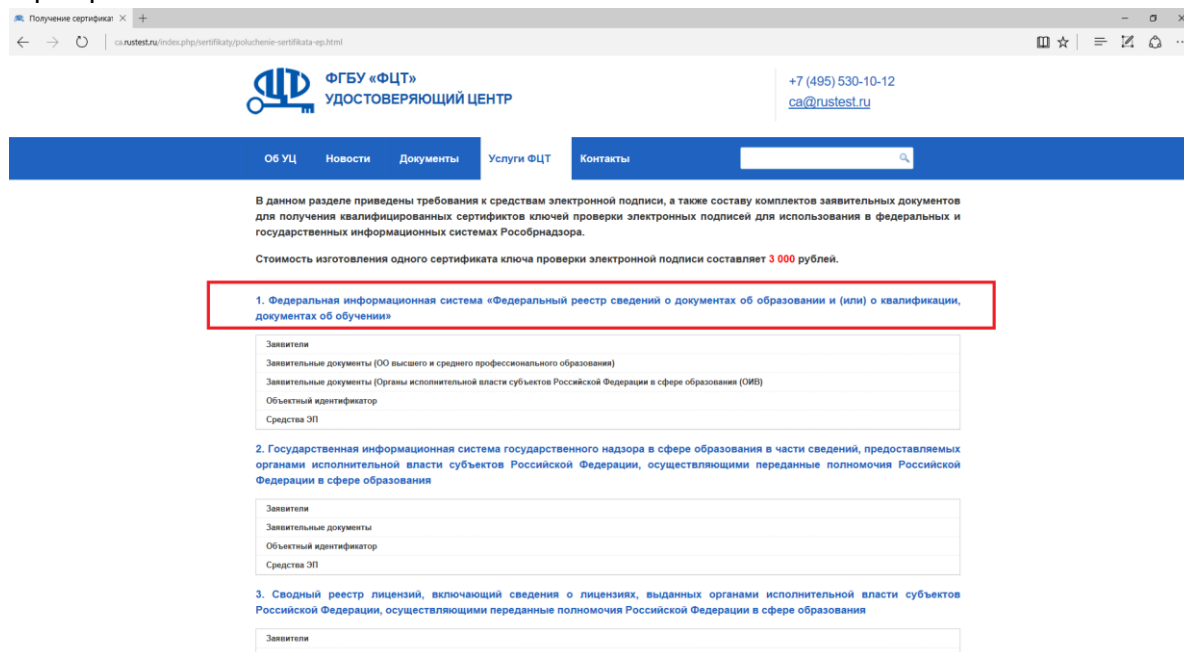 Получение сертификат
ca.rustest.ru/index.php/sertifikaty/poluchenie-sertifikata-ep.html
ФГБУ «ФЦТ»
УДОСТОВЕРЯЮЩИЙ ЦЕНТР
+7 (495) 530-10-12
ca@rustest.ru
Об УЦ Новости Документы Услуги ФЦТ Контакты
В данном разделе приведены требования к средствам электронной подписи, а также составу комплектов заявительных документов
для получения квалифицированных сертифктов ключей проверки электронных подписей для использования в федеральных и
государственных информационных системах Рособрнадзора.
Стоимость изготовления одного сертификата ключа проверки электронной подписи составляет 3 000 рублей.
1. Федеральная информационная система «Федеральный реестр сведений о документах об образовании и (или) о квалификации,
документах об обучении»
Заявители
Заявительные документы (ОО высшего и среднего профессионального образования)
Заявительные документы (Органы исполнительной власти субъектов Российской Федерации в сфере образования (ОИВ)
Объектный идентификатор
Средства ЭП
2. Государственная информационная система государственного надзора в сфере образования в части сведений, предоставляемых
органами исполнительной власти субъектов Российской Федерации, осуществляющими переданные полномочия Российской
Федерации в сфере образования
Заявители
Заявительные документы
Объектный идентификатор
Средства ЭП
3. Сводный реестр лицензий, включающий сведения о лицензиях, выданных органами исполнительной власти субъектов
Российской Федерации, осуществляющими переданные полномочия Российской Федерации в сфере образования
Заявители